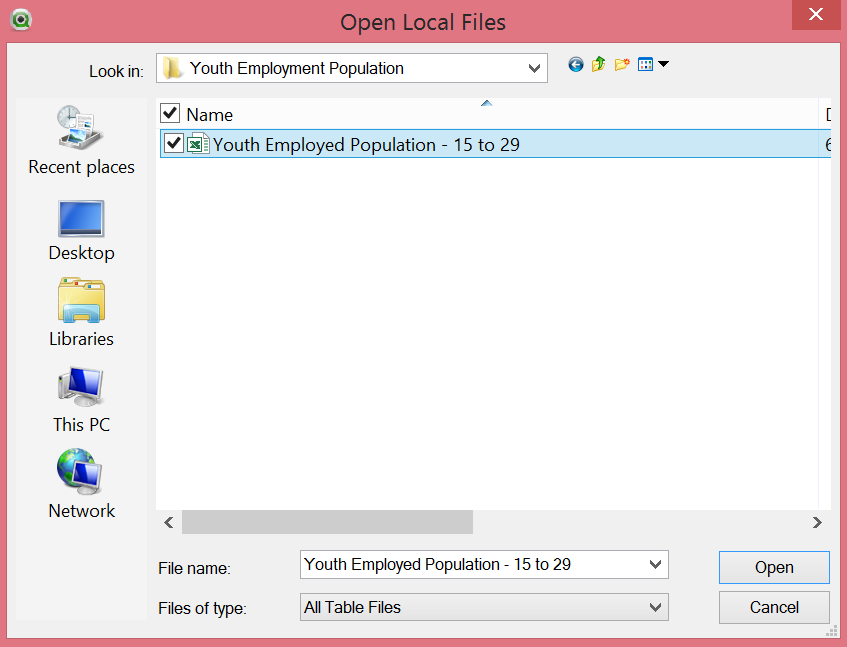 Open Local Files
Look in: Youth Employment Population
Name D
Youth Employed Population - 15 to 29 6
Recent places
Desktop
Libraries
This PC
Network
File name: Youth Employed Population - 15 to 29 Open
Files of type: All Table Files Cancel